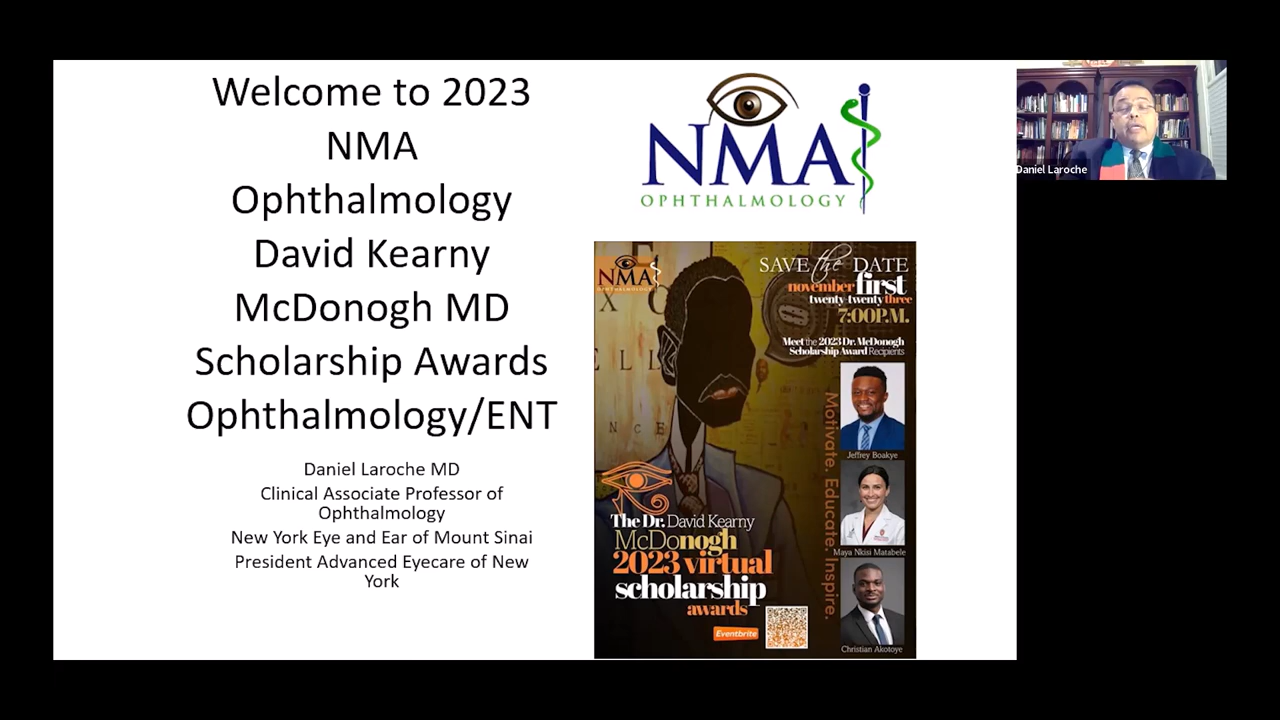 Welcome to 2023
NMA
Ophthalmology
David Kearny
McDonogh MD
Scholarship Awards
Ophthalmology/ENT
Daniel Laroche MD
Clinical Associate Professor of
Ophthalmology
New York Eye and Ear of Mount Sinai
President Advanced Eyecare of New
York
NMA
OPHTHALMOLOGY
NMA
OPHTHALMOLOGY
SAVE the DATE
november first
twenty-twenty three
7:00P.M.
Meet the 2023 Dr. McDonogh
Scholarship Award Recipients
Jeffrey Boakye
Maya Nkisi Matabele
Christian Akotoye
Motivate. Educate. Inspire.
The Dr. David Kearny
McDonogh
2023 virtual
scholarship
awards
Eventbrite
Daniel Laroche